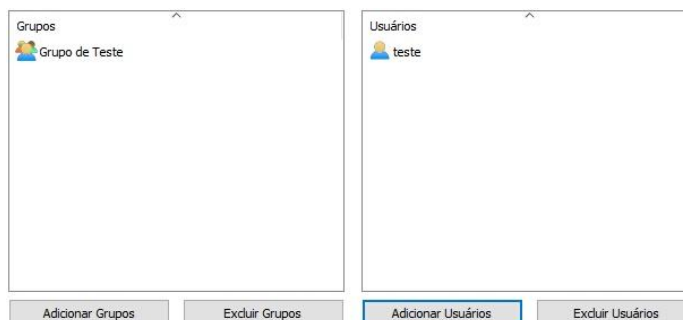 Grupos
Grupo de Teste
Usuários
teste
Adicionar Grupos
Excluir Grupos
Adicionar Usuários
Excluir Usuários